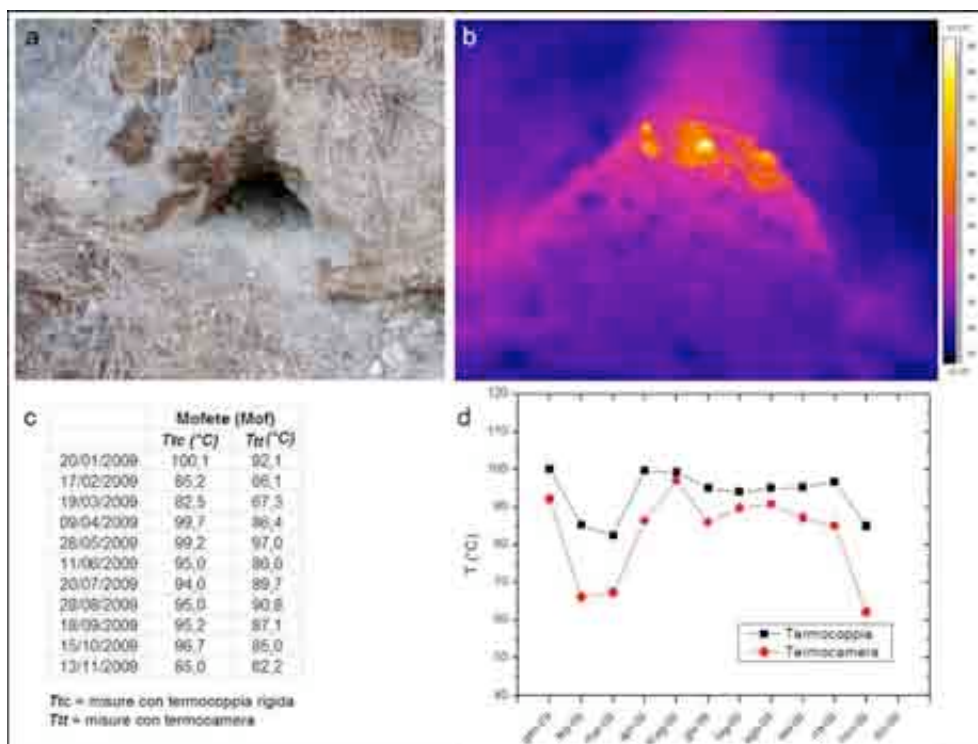 a
b
c
Mofete (Mof)
Ttc (°C) Ttt (°C)
20/01/2009 100,1 92,1
17/02/2009 85,2 66,1
19/03/2009 82,5 67,3
09/04/2009 99,7 86,4
28/05/2009 99,2 97,0
11/06/2009 95,0
20/07/2009 94,0 89,7
28/08/2009 95,0 90,8
18/09/2009 95,2 87,1
15/10/2009 96,7 85,0
13/11/2009 85,0 62,2
Ttc = misure con termocoppia rigida
Ttt = misure con termocamera
d
120
110
100
90
80
70
60
50
40
T (°C)
Termocoppia
Termocamera